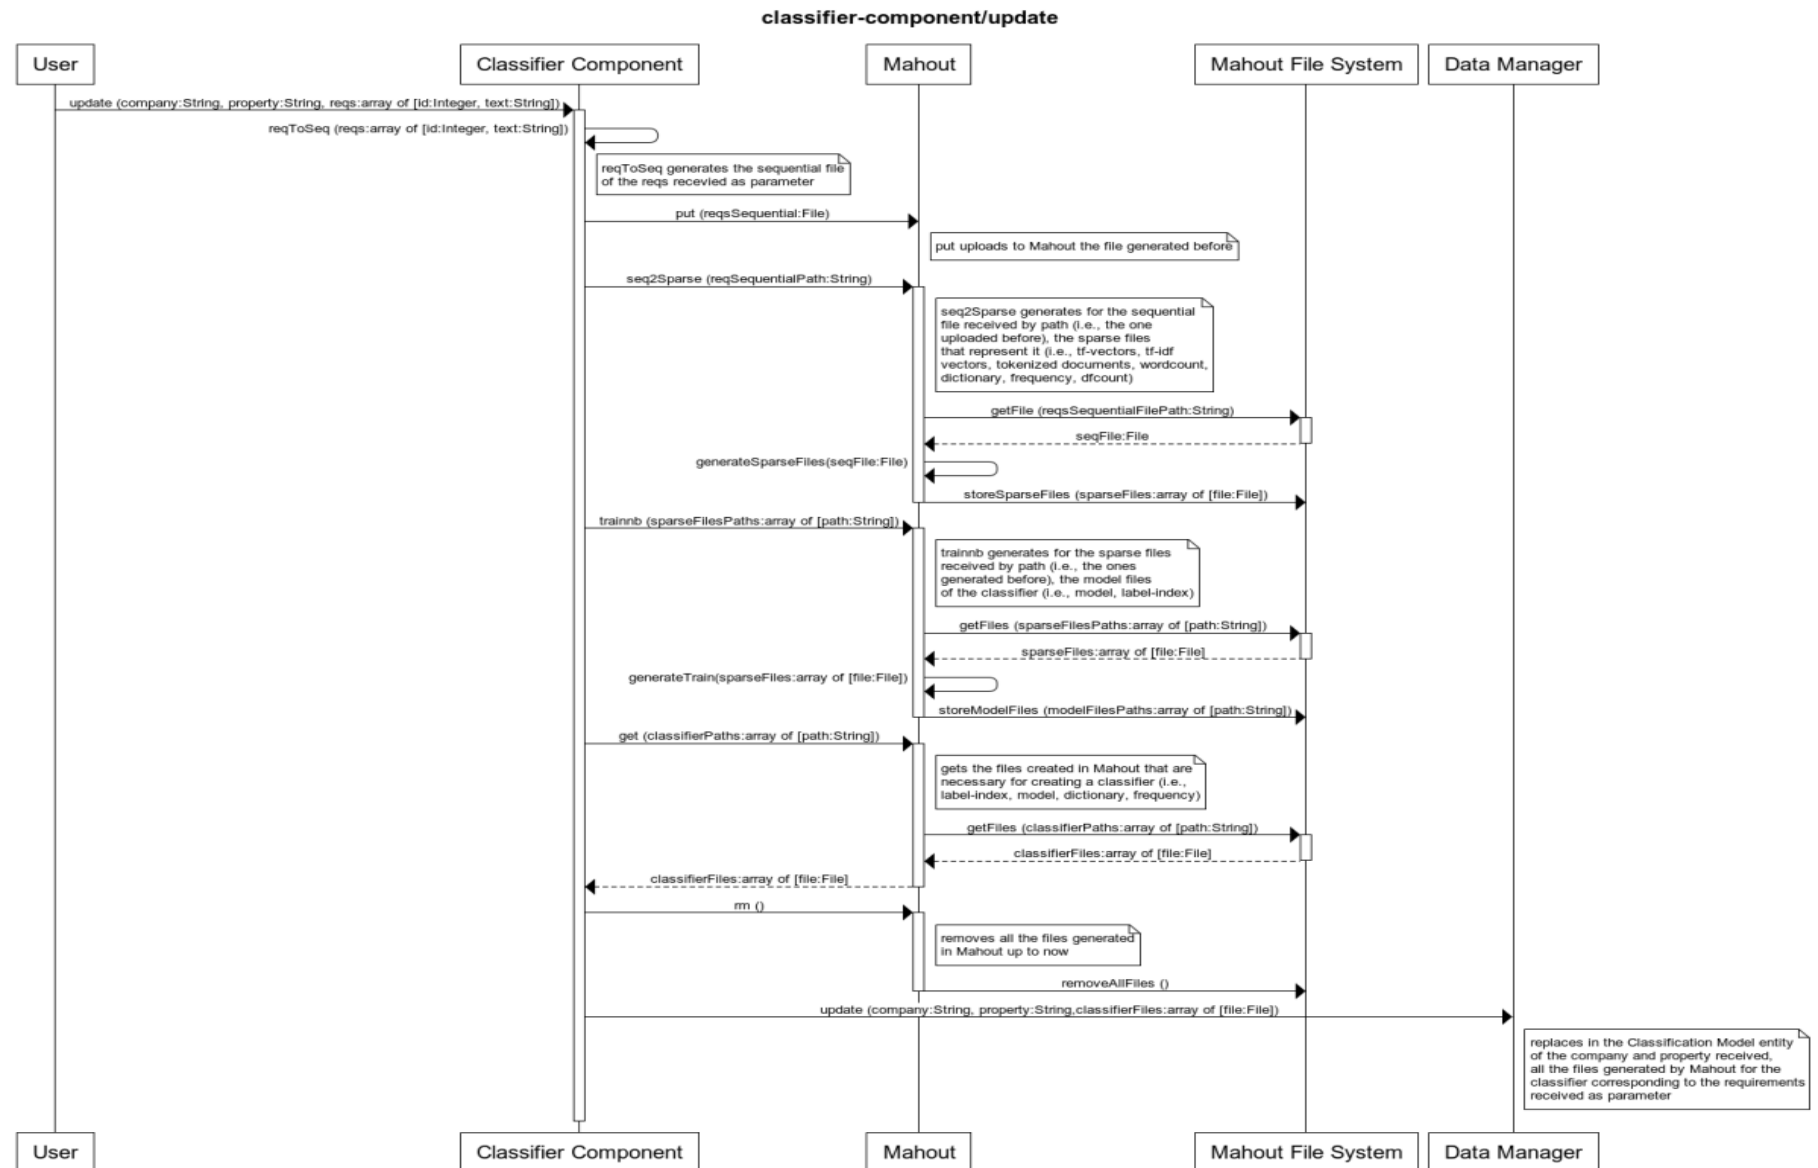 classifier-component/update
User
Classifier Component
Mahout
Mahout File System
Data Manager
update (company:String, property:String, reqs:array of [id:Integer, text:String])
reqToSeq (reqs:array of [id:Integer, text:String])
reqToSeq generates the sequential file
of the reqs recevied as parameter
put (reqsSequential:File)
put uploads to Mahout the file generated before
seq2Sparse (reqSequentialPath:String)
seq2Sparse generates for the sequential
file received by path (i.e., the one
uploaded before), the sparse files
that represent it (i.e., tf-vectors, tf-idf
vectors, tokenized documents, wordcount,
dictionary, frequency, dfcount)
getFile (reqsSequentialFilePath:String)
seqFile:File
generateSparseFiles(seqFile:File)
storeSparseFiles (sparseFiles:array of [file:File])
trainnb (sparseFilesPaths:array of [path:String])
trainnb generates for the sparse files
received by path (i.e., the ones
generated before), the model files
of the classifier (i.e., model, label-index)
getFiles (sparseFilesPaths:array of [path:String])
sparseFiles:array of [file:File]
generateTrain(sparseFiles:array of [file:File])
storeModelFiles (modelFilesPaths:array of [path:String])
get (classifierPaths:array of [path:String])
gets the files created in Mahout that are
necessary for creating a classifier (i.e.,
label-index, model, dictionary, frequency)
getFiles (classifierPaths:array of [path:String])
classifierFiles:array of [file:File]
classifierFiles:array of [file:File]
rm ()
removes all the files generated
in Mahout up to now
removeAllFiles ()
update (company:String, property:String,classifierFiles:array of [file:File])
replaces in the Classification Model entity
of the company and property received,
all the files generated by Mahout for the
classifier corresponding to the requirements
received as parameter
User
Classifier Component
Mahout
Mahout File System
Data Manager